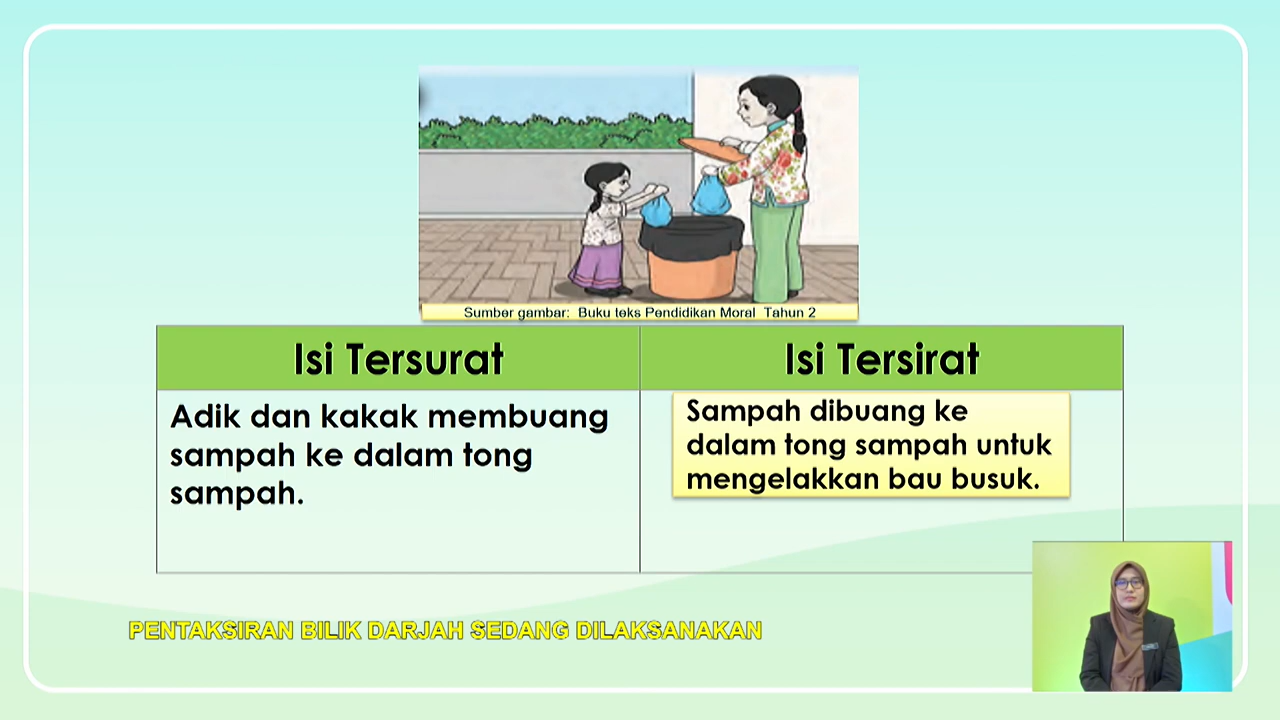 Sumber gambar: Buku teks Pendidikan Moral Tahun 2
Isi Tersurat
Isi Tersirat
Adik dan kakak membuang
sampah ke dalam tong
sampah.
Sampah dibuang ke
dalam tong sampah untuk
mengelakkan bau busuk.
PENTAKSIRAN BILIK DARJAH SEDANG DILAKSANAKAN